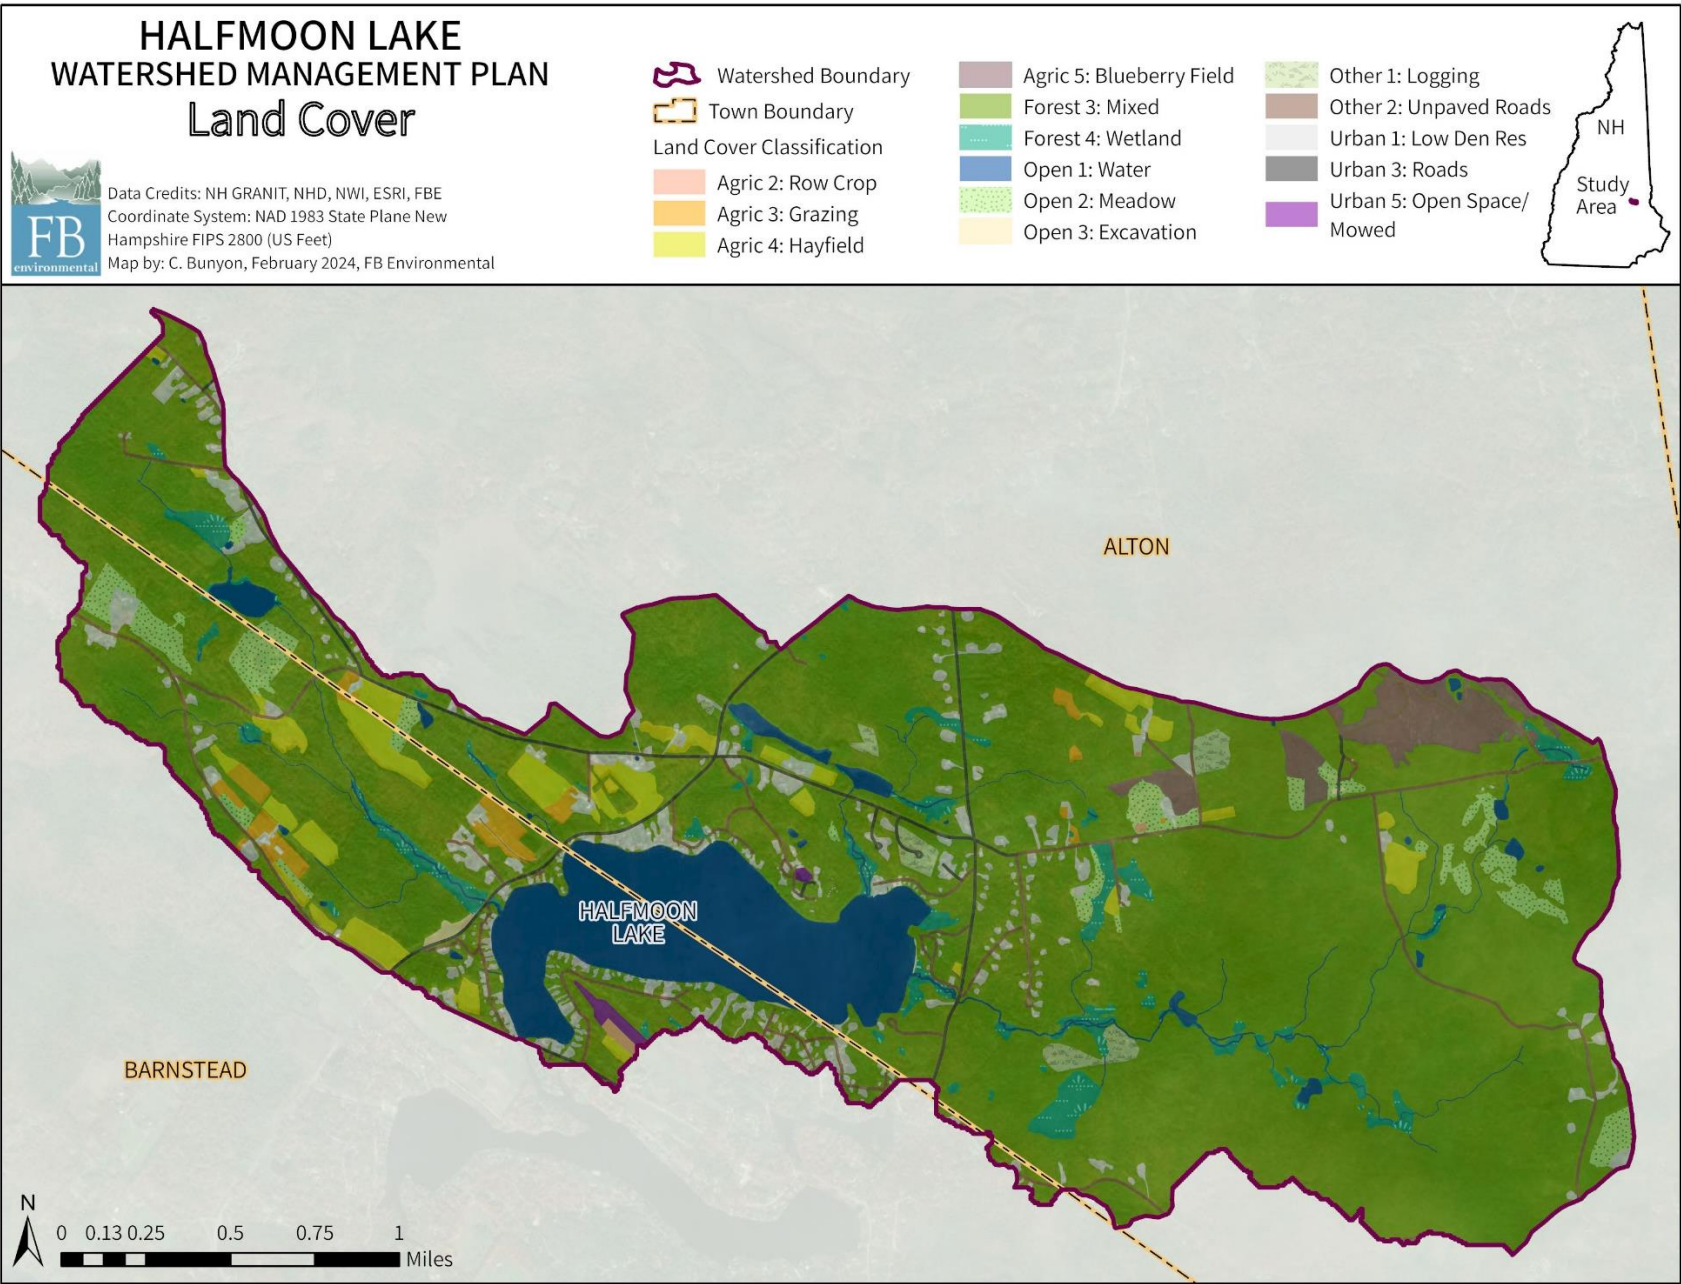 HALFMOON LAKE
WATERSHED MANAGEMENT PLAN
Land Cover
FB
environmental
Data Credits: NH GRANIT, NHD, NWI, ESRI, FBE
Coordinate System: NAD 1983 State Plane New
Hampshire FIPS 2800 (US Feet)
Map by: C. Bunyon, February 2024, FB Environmental
Watershed Boundary
Town Boundary
Land Cover Classification
Agric 2: Row Crop
Agric 3: Grazing
Agric 4: Hayfield
Agric 5: Blueberry Field
Forest 3: Mixed
Forest 4: Wetland
Open 1: Water
Open 2: Meadow
Open 3: Excavation
Other 1: Logging
Other 2: Unpaved Roads
Urban 1: Low Den Res
Urban 3: Roads
Urban 5: Open Space/
Mowed
NH
Study
Area
ALTON
HALFMOON
LAKE
BARNSTEAD
N
0 0.13 0.25 0.5 0.75 1
Miles